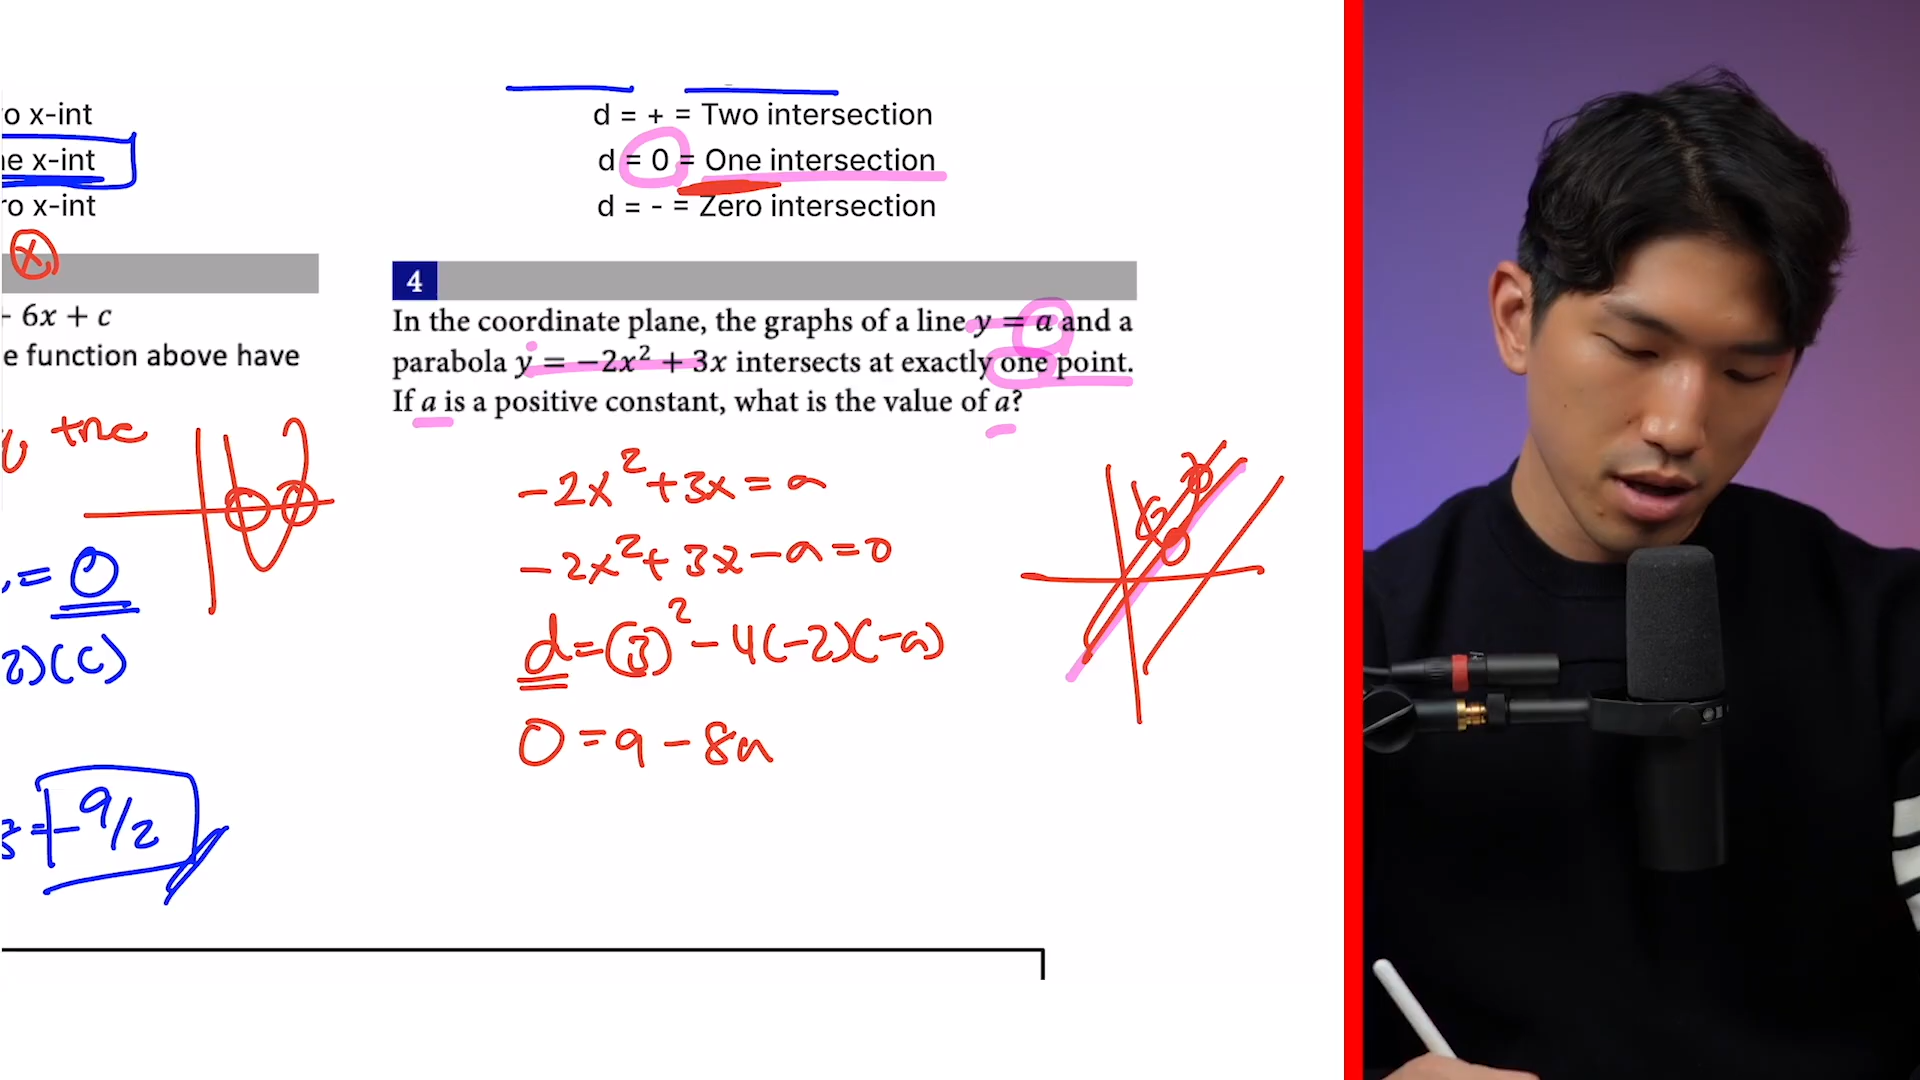 o x-int
e x-int
o x-int
x
- 6x + c
e function above have
the
= 0
2)(c)
= -9/2
d = + = Two intersection
d = 0 = One intersection
d = - = Zero intersection
4
In the coordinate plane, the graphs of a line y = a and a
parabola y = −2x² + 3x intersects at exactly one point.
If a is a positive constant, what is the value of a?
-2x² + 3x = a
-2x² + 3x - a = 0
d = (3)² - 4(-2)(-a)
0 = 9 - 8a